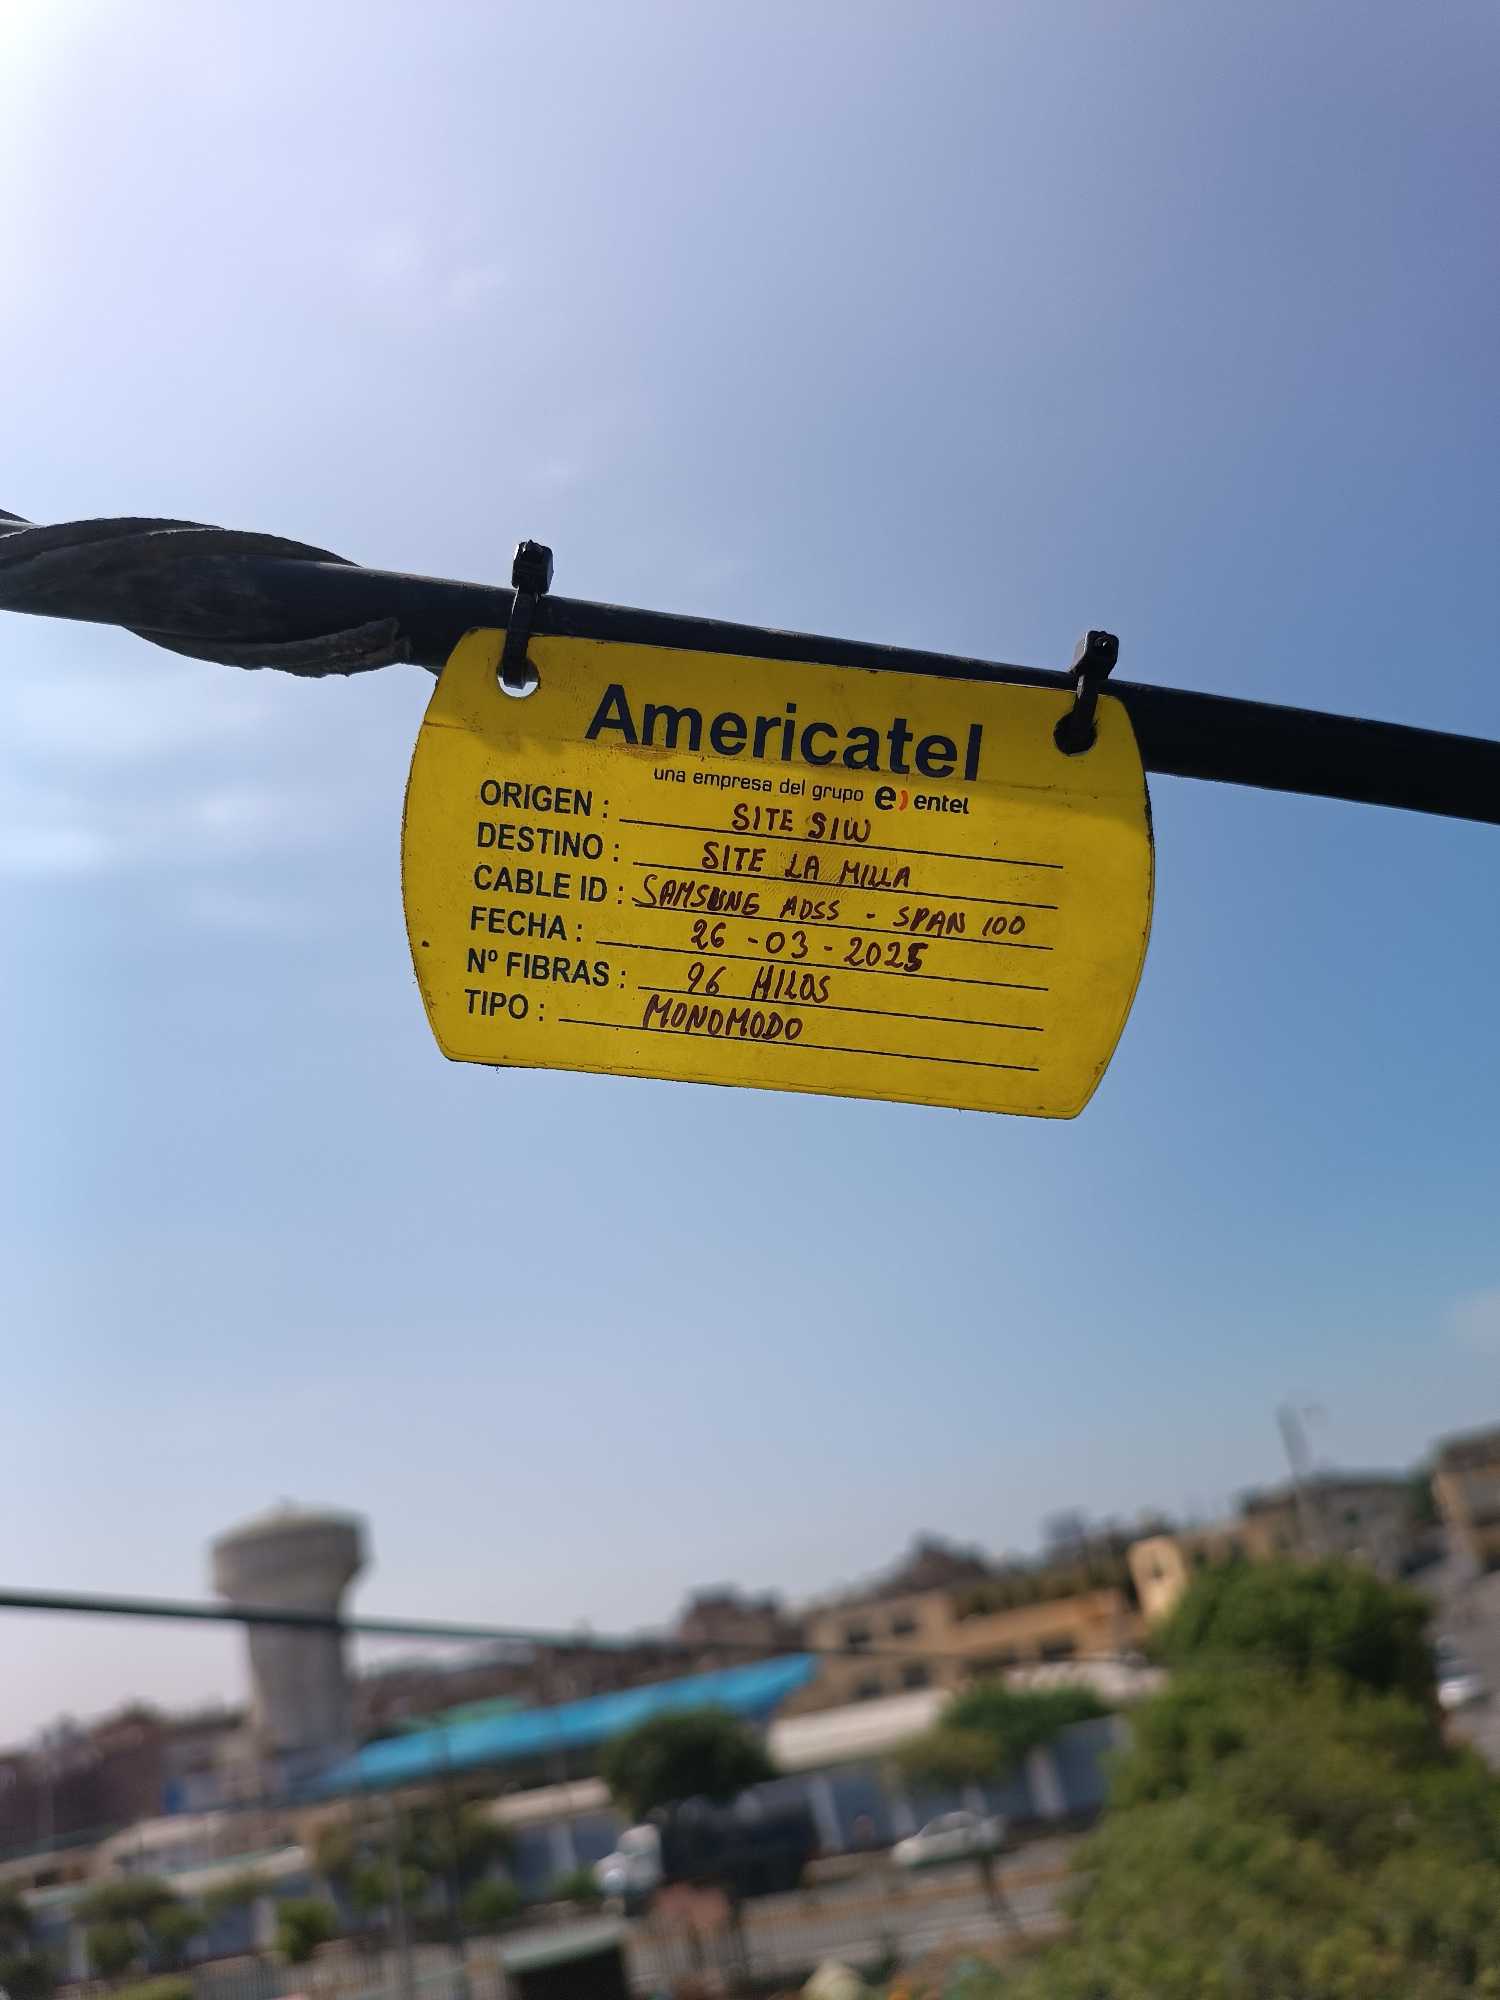 Americatel
una empresa del grupo e) entel
ORIGEN : SITE SIW
DESTINO : SITE LA MILLA
CABLE ID : SAMSUNG ADSS - SPAN 100
FECHA : 26 -03- 2025
Nº FIBRAS : 96 HILOS
TIPO : MONOMODO